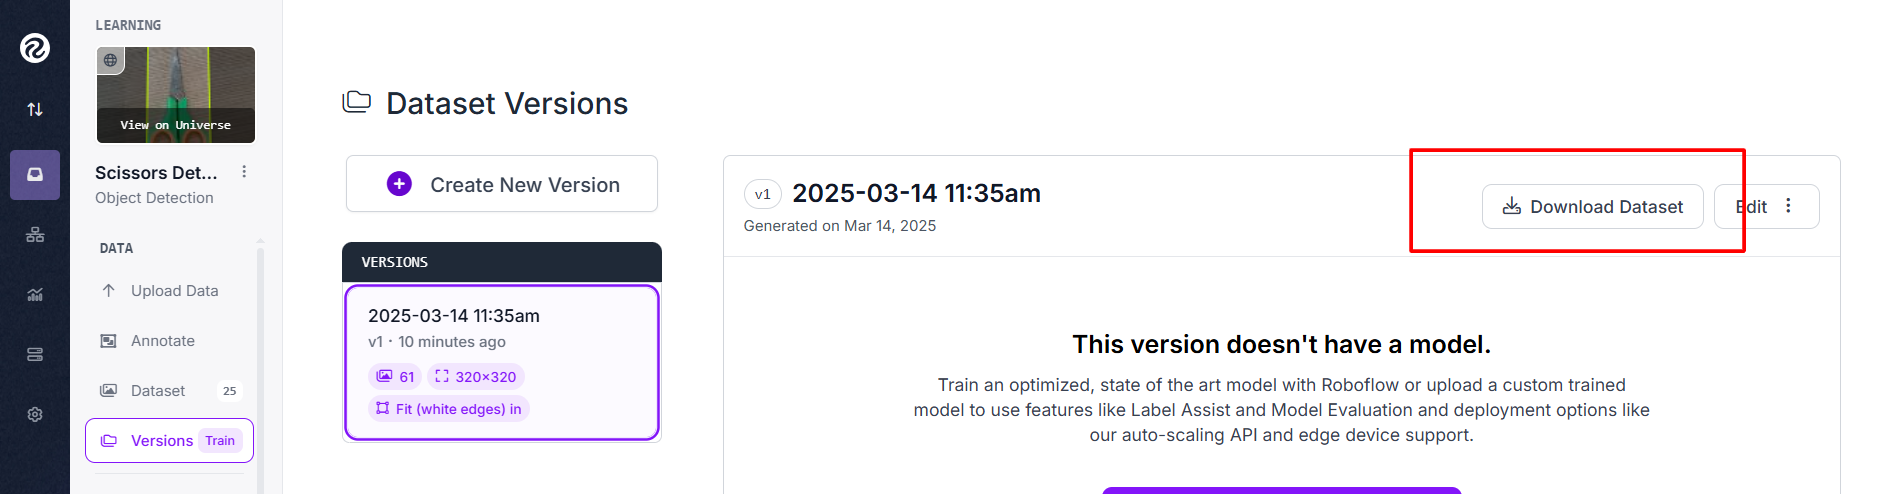 LEARNING
View on Universe
Scissors Det...
Object Detection
DATA
Upload Data
Annotate
Dataset 25
Versions Train
Dataset Versions
Create New Version
VERSIONS
2025-03-14 11:35am
v1 · 10 minutes ago
61 320×320
Fit (white edges) in
v1 2025-03-14 11:35am
Generated on Mar 14, 2025
Download Dataset
Edit
This version doesn't have a model.
Train an optimized, state of the art model with Roboflow or upload a custom trained
model to use features like Label Assist and Model Evaluation and deployment options like
our auto-scaling API and edge device support.